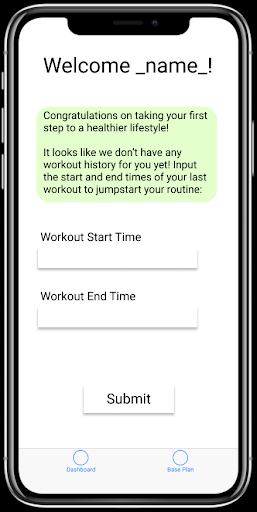 Welcome _name_!
Congratulations on taking your first
step to a healthier lifestyle!
It looks like we don't have any
workout history for you yet! Input
the start and end times of your last
workout to jumpstart your routine:
Workout Start Time
Workout End Time
Submit
Dashboard
Base Plan